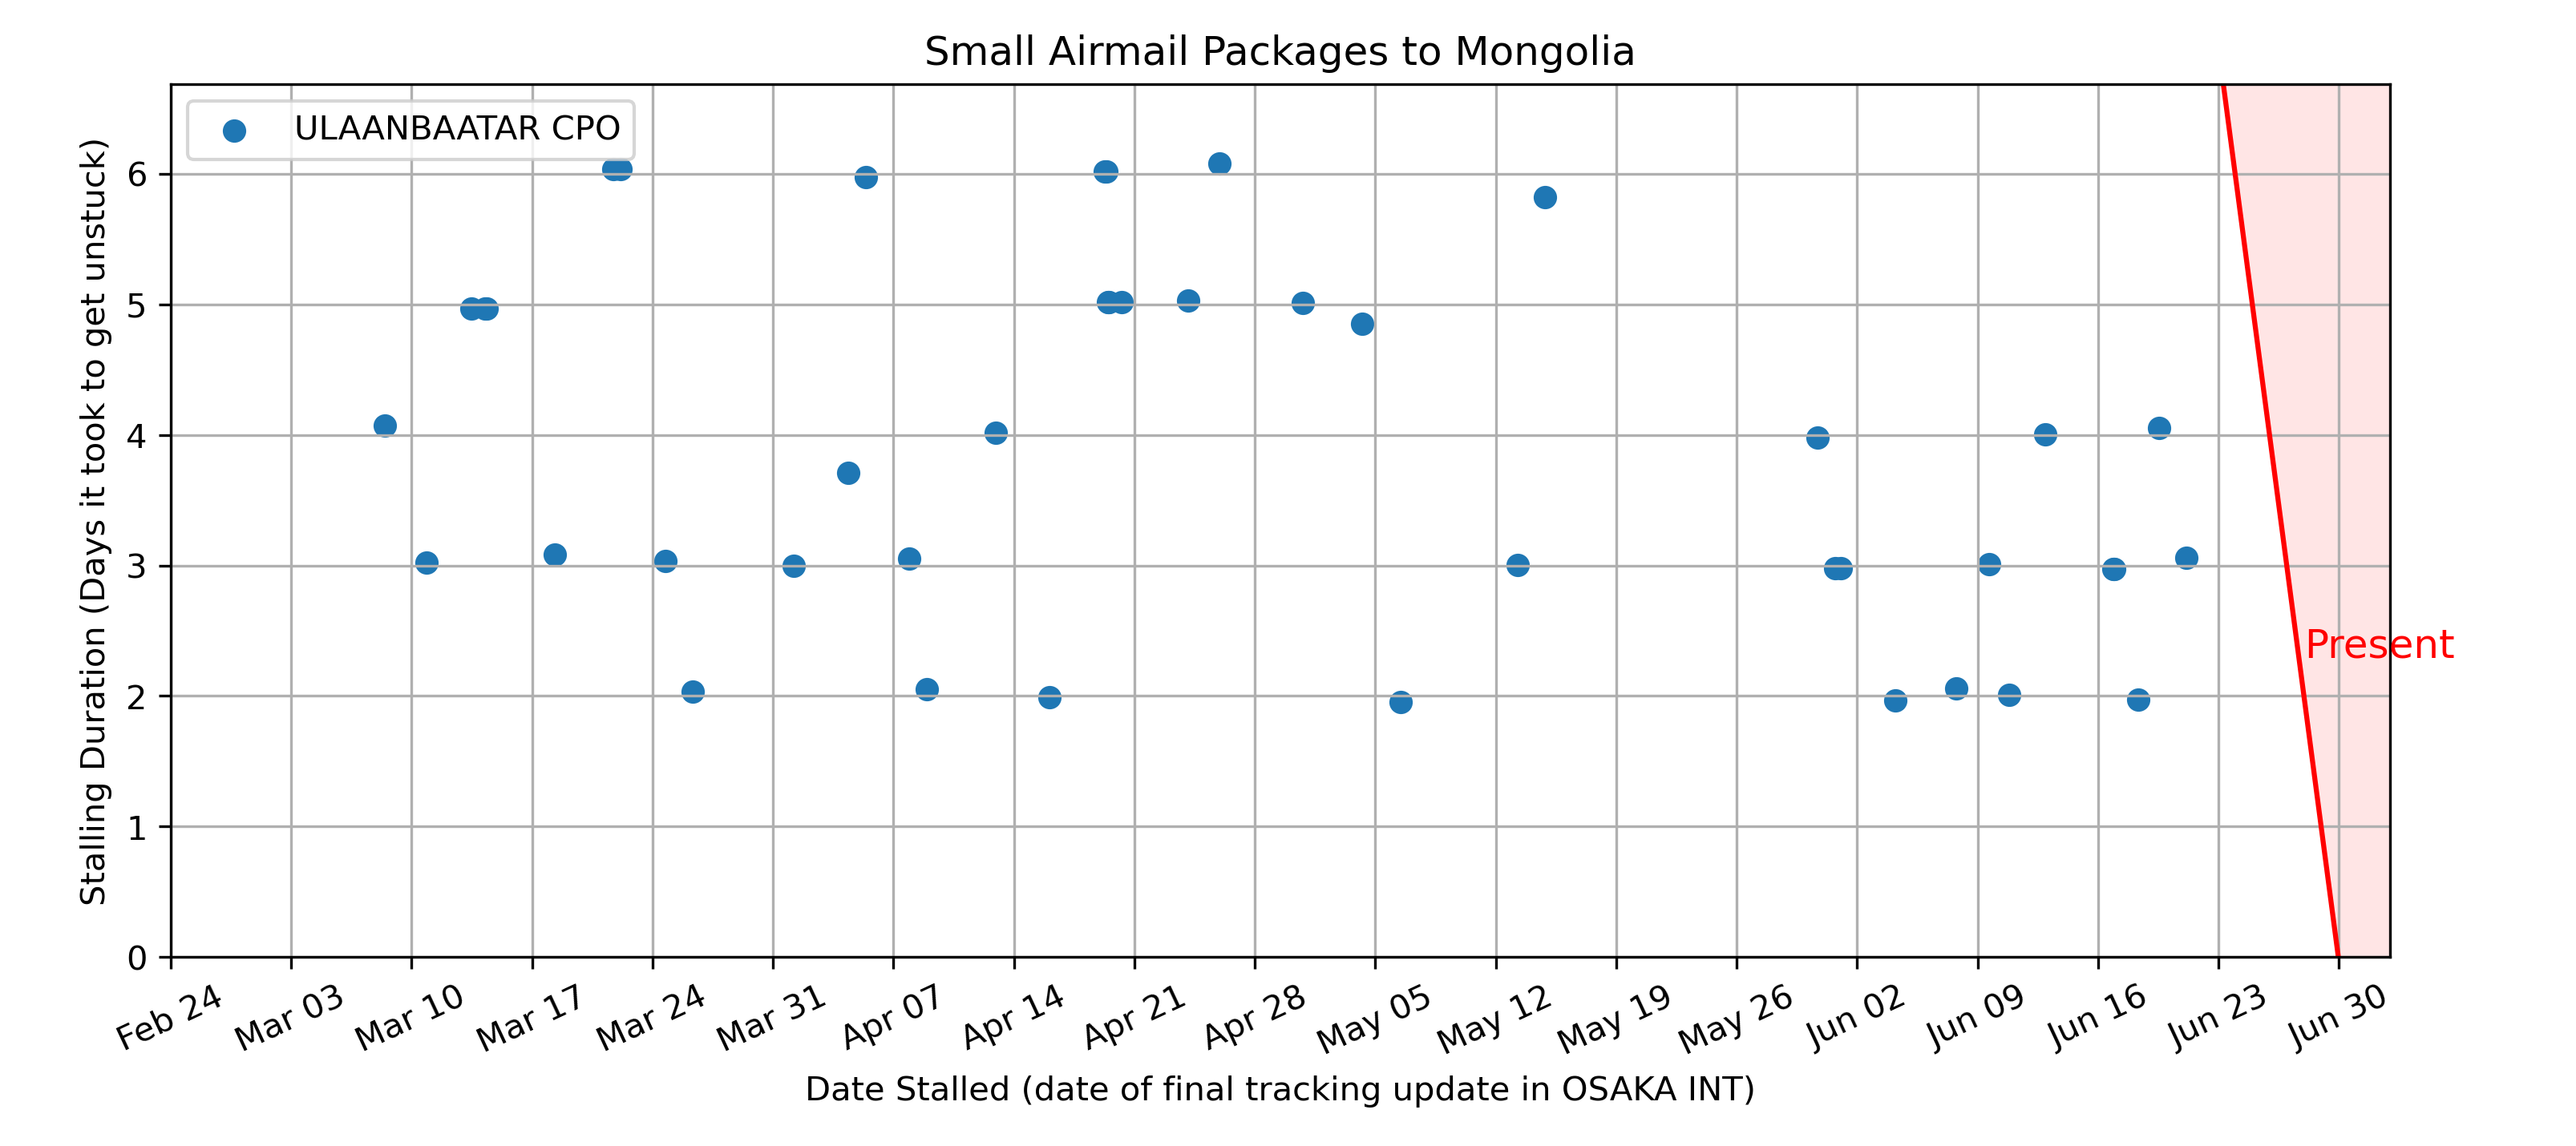 Small Airmail Packages to Mongolia
ULAANBAATAR CPO
Stalling Duration (Days it took to get unstuck)
6
5
4
3
2
1
0
Present
Feb 24
Mar 03
Mar 10
Mar 17
Mar 24
Mar 31
Apr 07
Apr 14
Apr 21
Apr 28
May 05
May 12
May 19
May 26
Jun 02
Jun 09
Jun 16
Jun 23
Jun 30
Date Stalled (date of final tracking update in OSAKA INT)